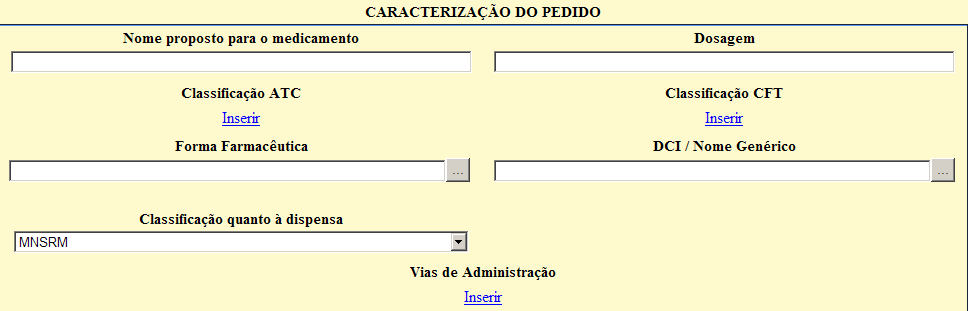 CARACTERIZAÇÃO DO PEDIDO
Nome proposto para o medicamento
Dosagem
Classificação ATC
Classificação CFT
Inserir
Inserir
Forma Farmacêutica
DCI / Nome Genérico
...
...
Classificação quanto à dispensa
MNSRM
Vias de Administração
Inserir